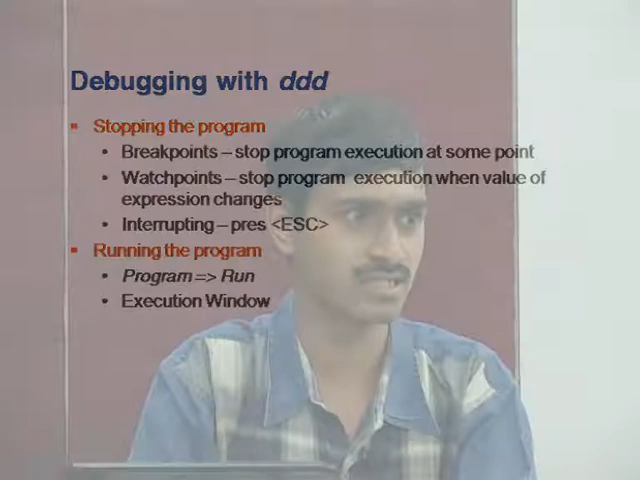 Debugging with ddd
Stopping the program
Breakpoints – stop program execution at some point
Watchpoints – stop program execution when value of
expression changes
Interrupting – pres <ESC>
Running the program
Program => Run
Execution Window